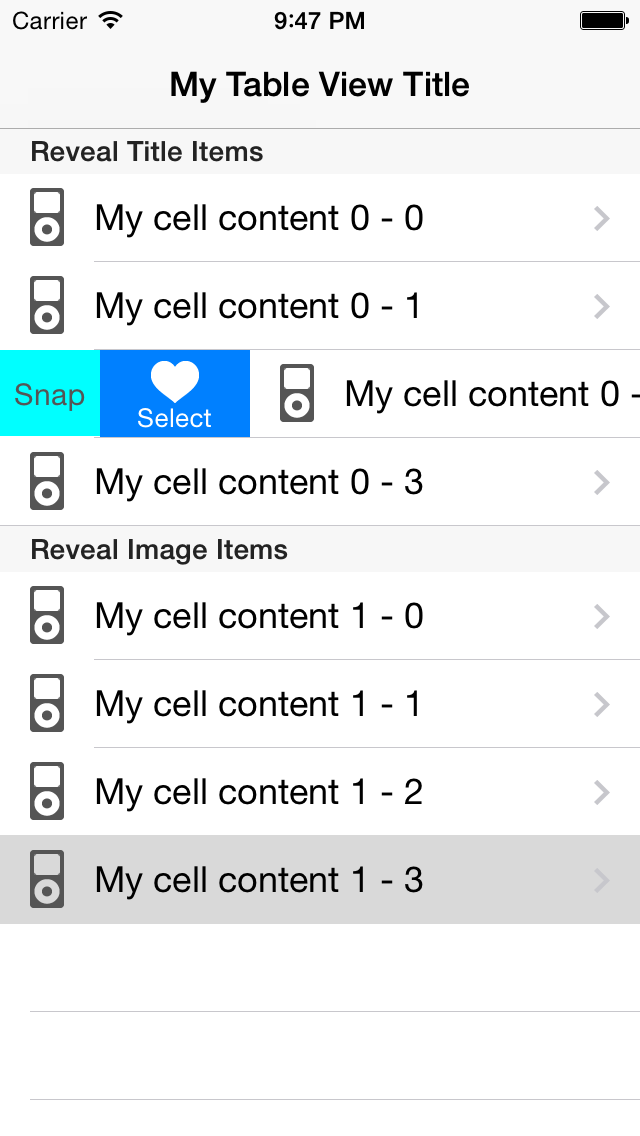 Carrier 9:47 PM
My Table View Title
Reveal Title Items
My cell content 0 - 0
My cell content 0 - 1
Snap Select My cell content 0 -
My cell content 0 - 3
Reveal Image Items
My cell content 1 - 0
My cell content 1 - 1
My cell content 1 - 2
My cell content 1 - 3